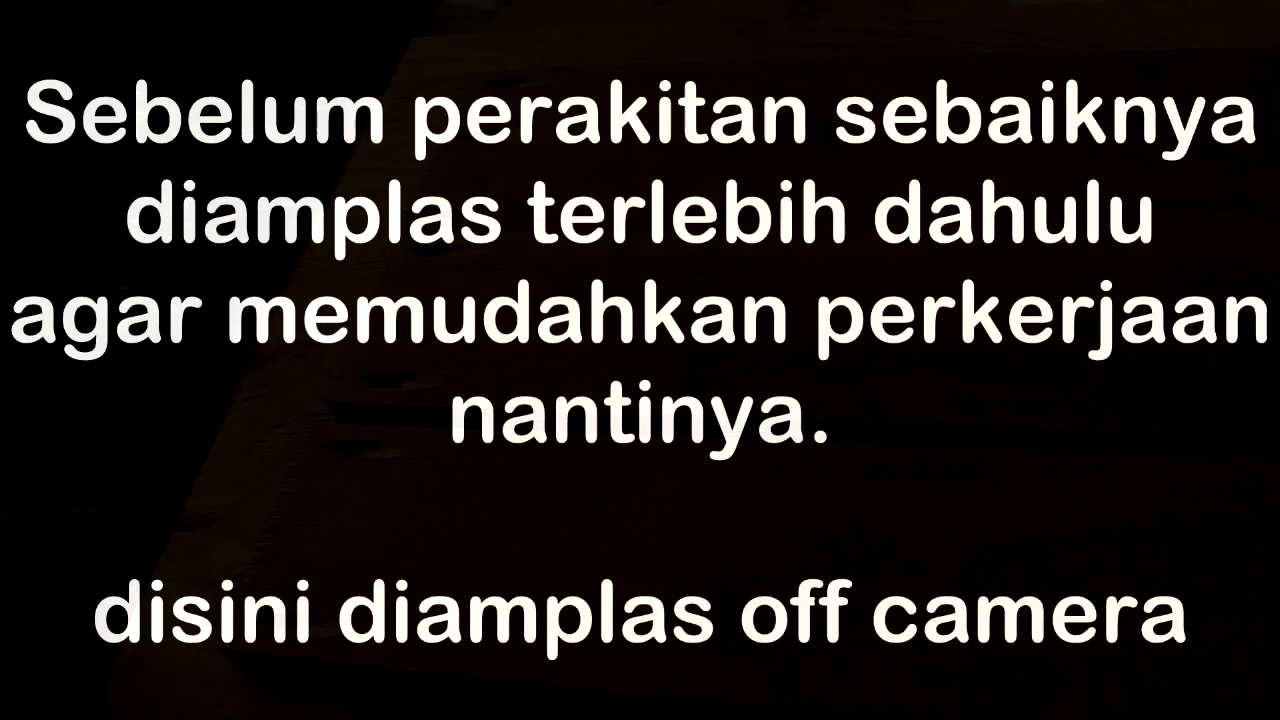 Sebelum perakitan sebaiknya
diamplas terlebih dahulu
agar memudahkan perkerjaan
nantinya.
disini diamplas off camera